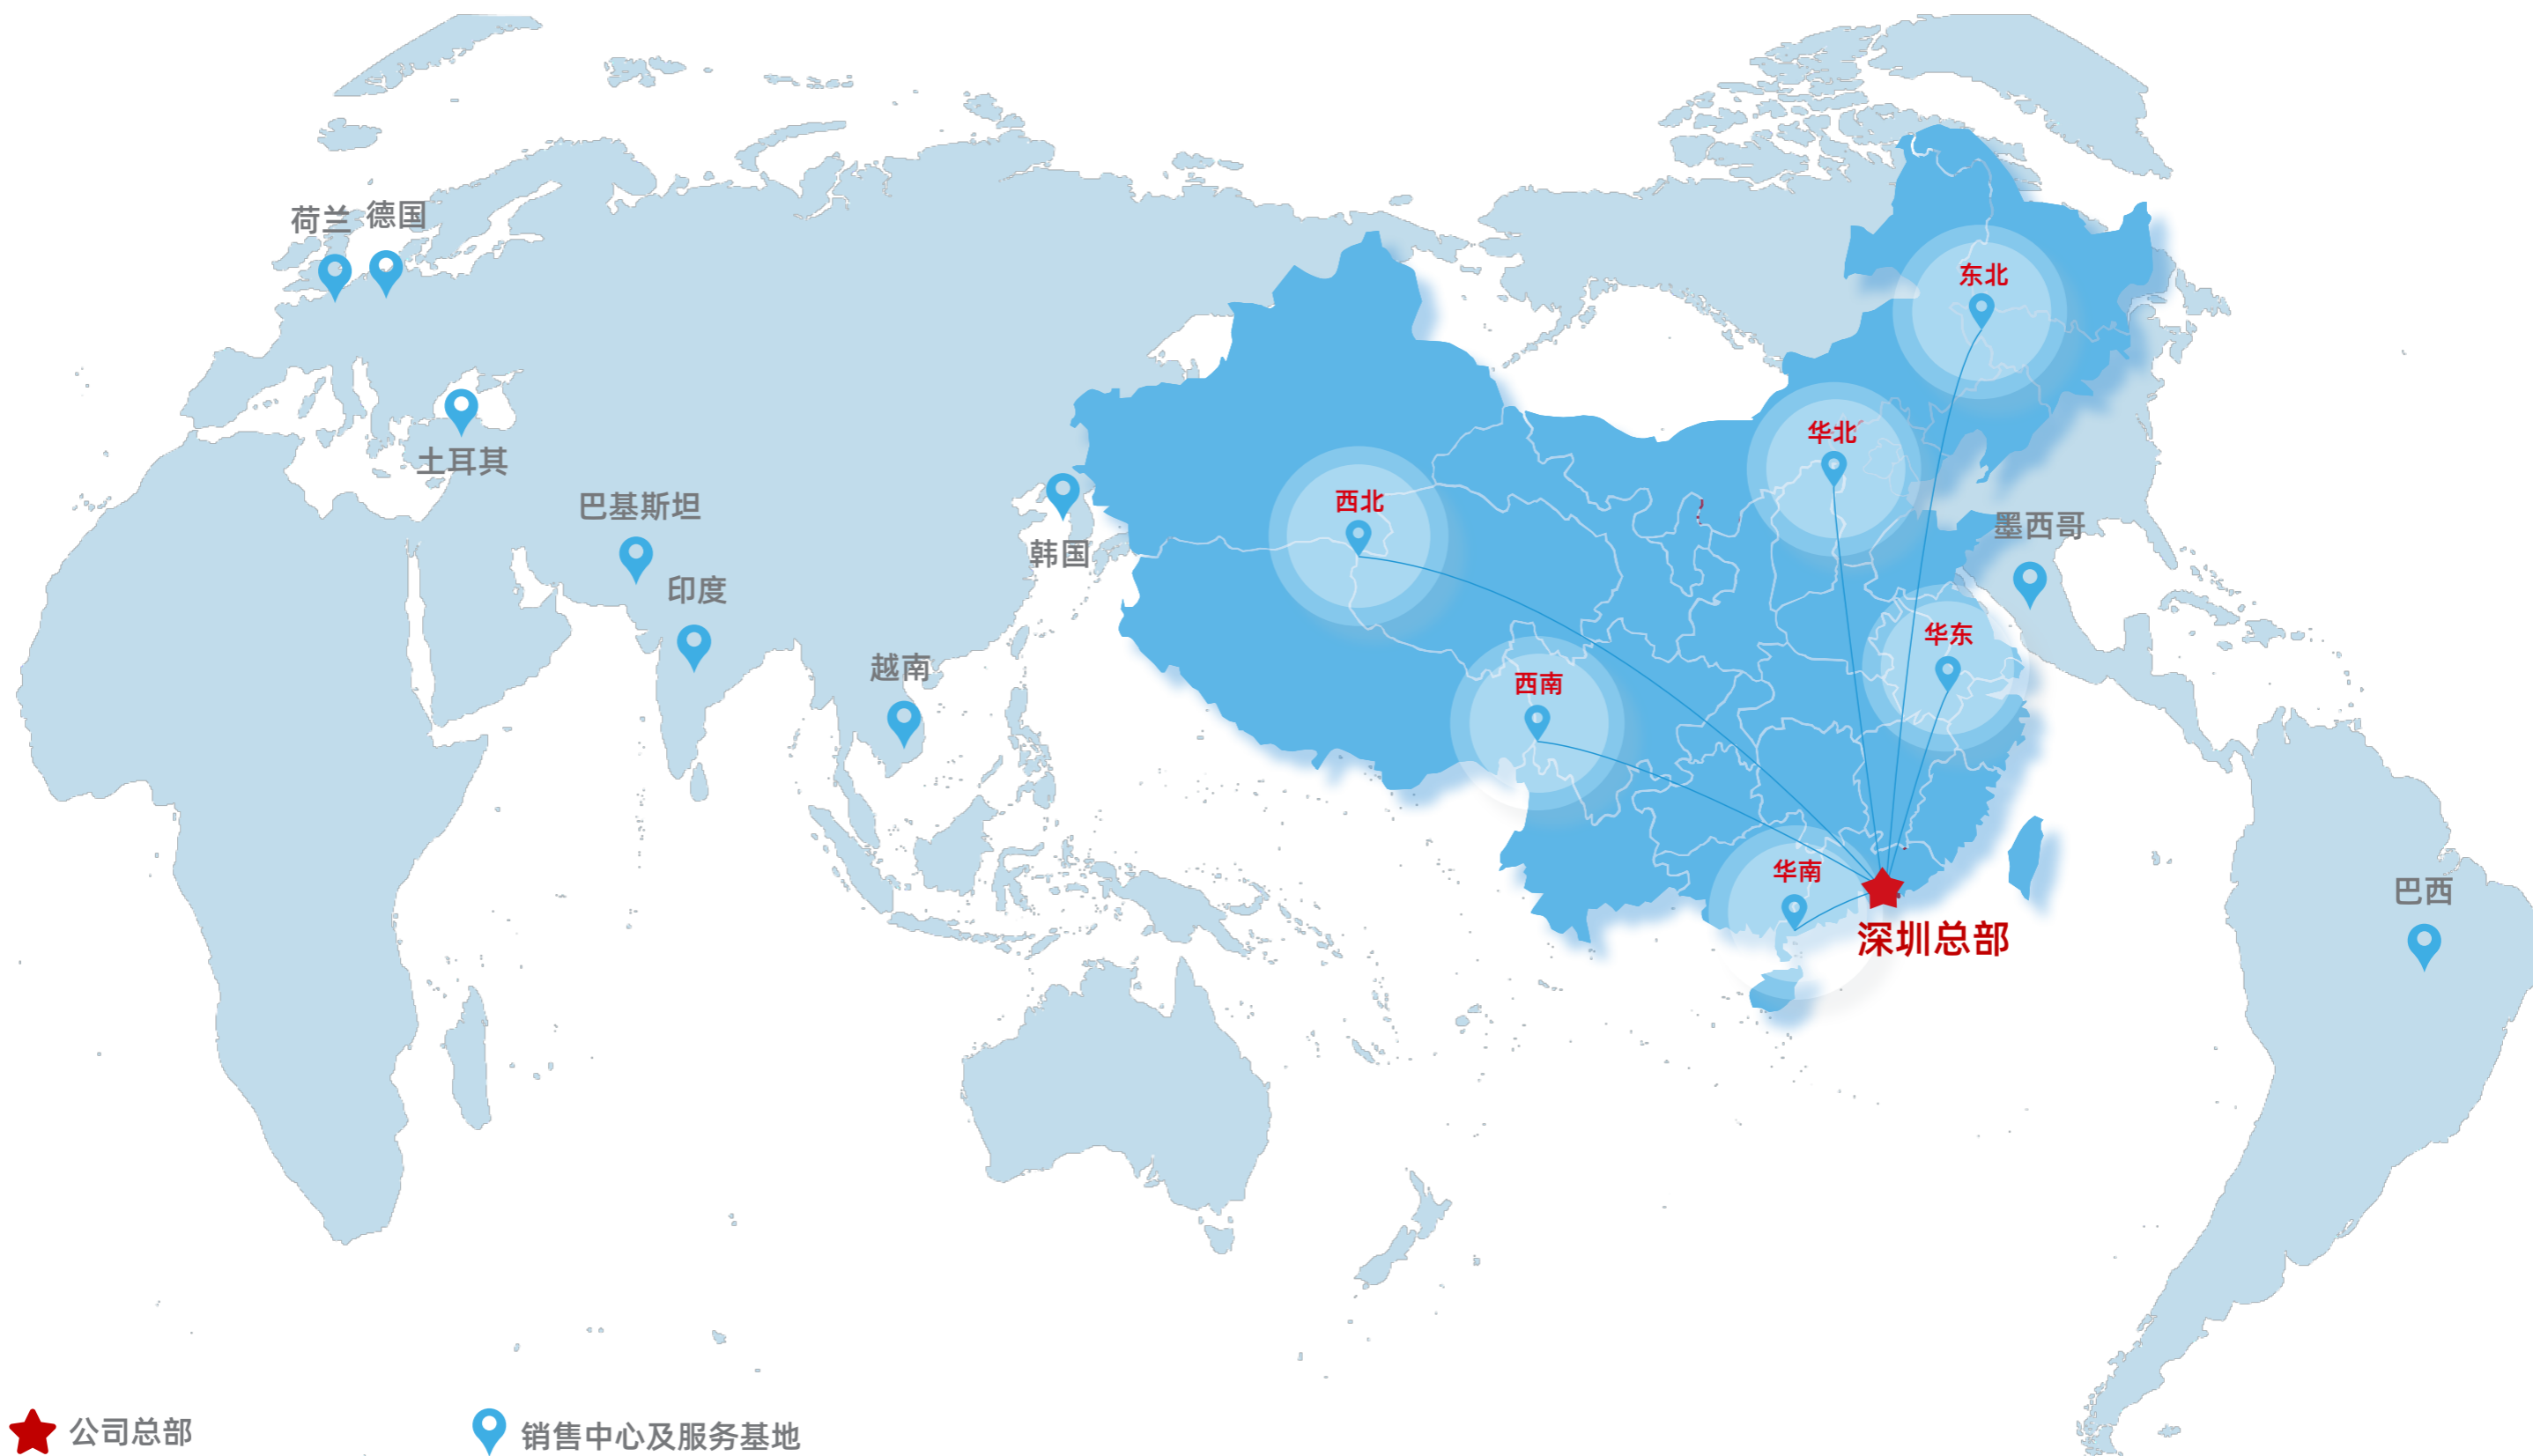 荷兰
德国
东北
土耳其
华北
巴基斯坦
西北
墨西哥
韩国
印度
华东
越南
西南
华南
巴西
深圳总部
公司总部
销售中心及服务基地